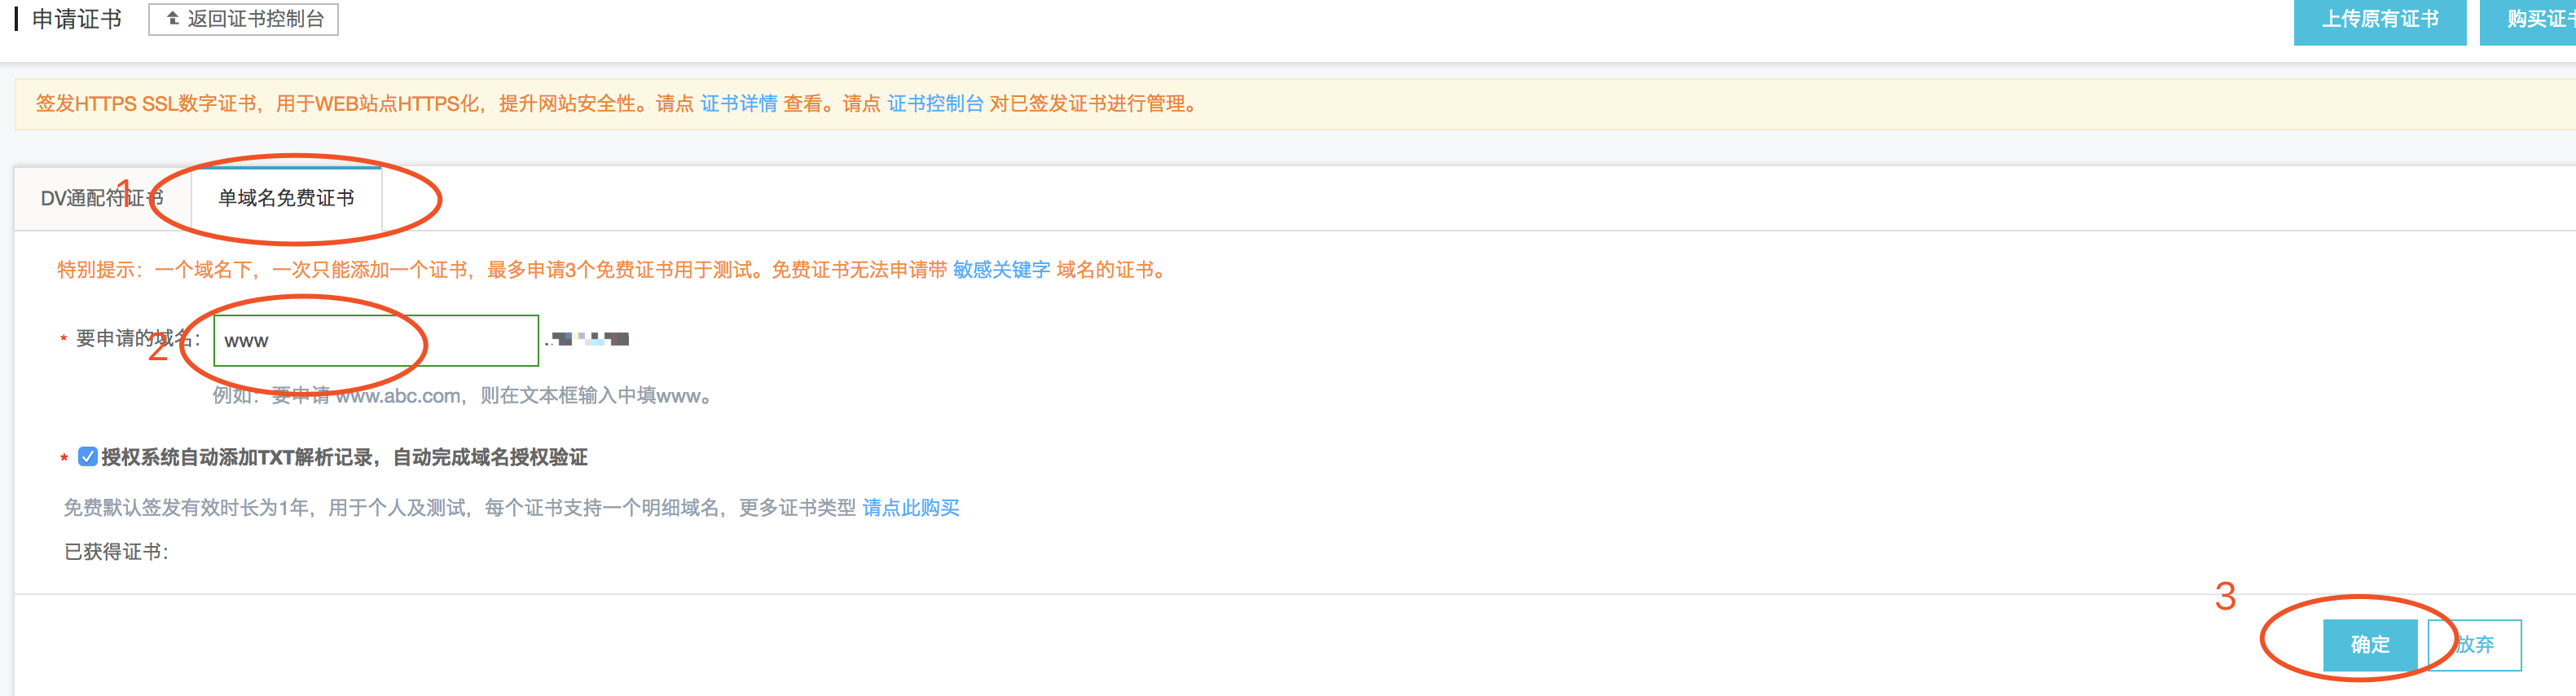 申请证书
返回证书控制台
上传原有证书
购买证书
签发HTTPS SSL数字证书，用于WEB站点HTTPS化，提升网站安全性。请点 证书详情 查看。请点 证书控制台 对已签发证书进行管理。
1
DV通配符证书
单域名免费证书
特别提示：一个域名下，一次只能添加一个证书，最多申请3个免费证书用于测试。免费证书无法申请带 敏感关键字 域名的证书。
2
* 要申请的域名： www
例如：要申请 www.abc.com，则在文本框输入中填www。
* 授权系统自动添加TXT解析记录，自动完成域名授权验证
免费默认签发有效时长为1年，用于个人及测试，每个证书支持一个明细域名，更多证书类型 请点此购买
已获得证书：
3
确定
放弃